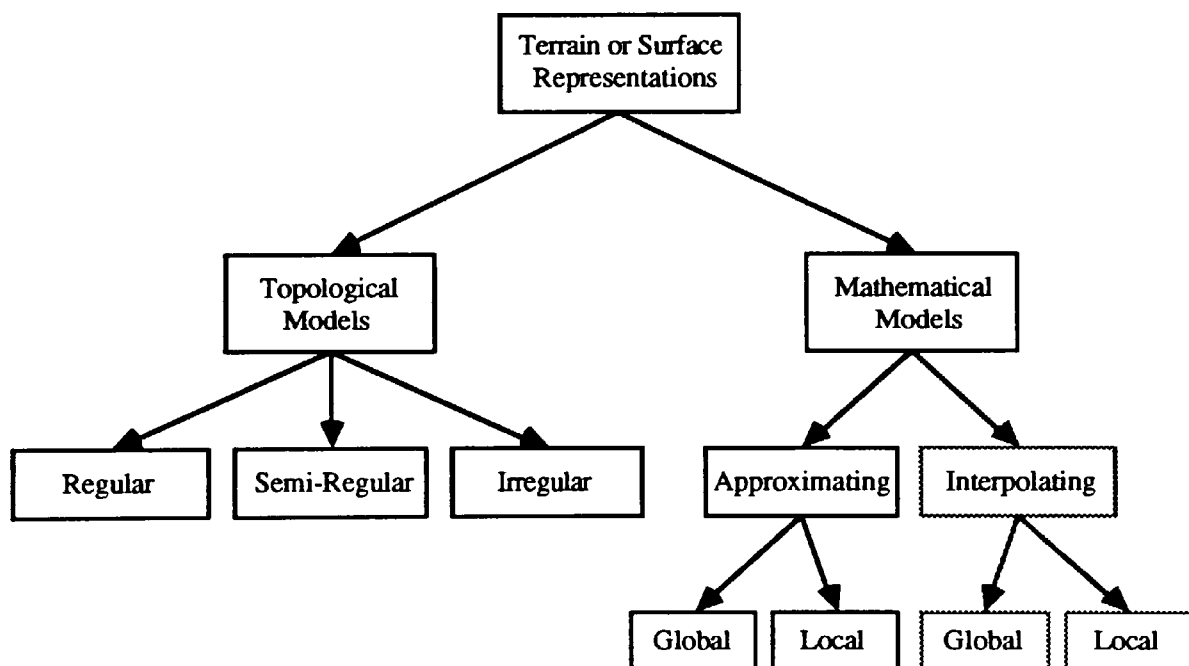 Terrain or Surface
Representations
Topological
Models
Mathematical
Models
Regular
Semi-Regular
Irregular
Approximating
Interpolating
Global
Local
Global
Local